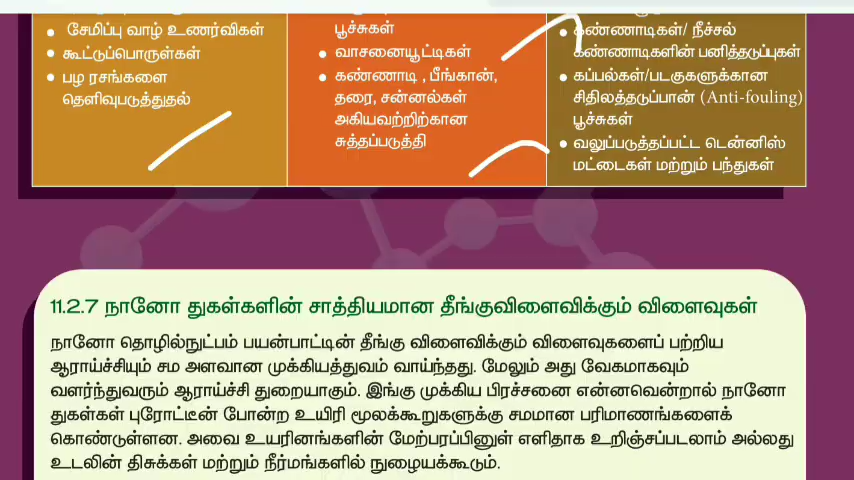 சேமிப்பு வாழ் உணர்விகள்
கூட்டுப்பொருள்கள்
பழ ரசங்களை
தெளிவுபடுத்துதல்
பூச்சுகள்
வாசனையூட்டிகள்
கண்ணாடி , பீங்கான்,
தரை, சன்னல்கள்
அகியவற்றிற்கான
சுத்தப்படுத்தி
கண்ணாடிகள்/ நீச்சல்
கண்ணாடிகளின் பனித்தடுப்புகள்
கப்பல்கள்/படகுகளுக்கான
சிதிலத்தடுப்பான் (Anti-fouling)
பூச்சுகள்
வலுப்படுத்தப்பட்ட டென்னிஸ்
மட்டைகள் மற்றும் பந்துகள்
11.2.7 நானோ துகள்களின் சாத்தியமான தீங்குவிளைவிக்கும் விளைவுகள்
நானோ தொழில்நுட்பம் பயன்பாட்டின் தீங்கு விளைவிக்கும் விளைவுகளைப் பற்றிய
ஆராய்ச்சியும் சம அளவான முக்கியத்துவம் வாய்ந்தது. மேலும் அது வேகமாகவும்
வளர்ந்துவரும் ஆராய்ச்சி துறையாகும். இங்கு முக்கிய பிரச்சனை என்னவென்றால் நானோ
துகள்கள் புரோட்டீன் போன்ற உயிரி மூலக்கூறுகளுக்கு சமமான பரிமாணங்களைக்
கொண்டுள்ளன. அவை உயரினங்களின் மேற்பரப்பினுள் எளிதாக உறிஞ்சப்படலாம் அல்லது
உடலின் திசுக்கள் மற்றும் நீர்மங்களில் நுழையக்கூடும்.